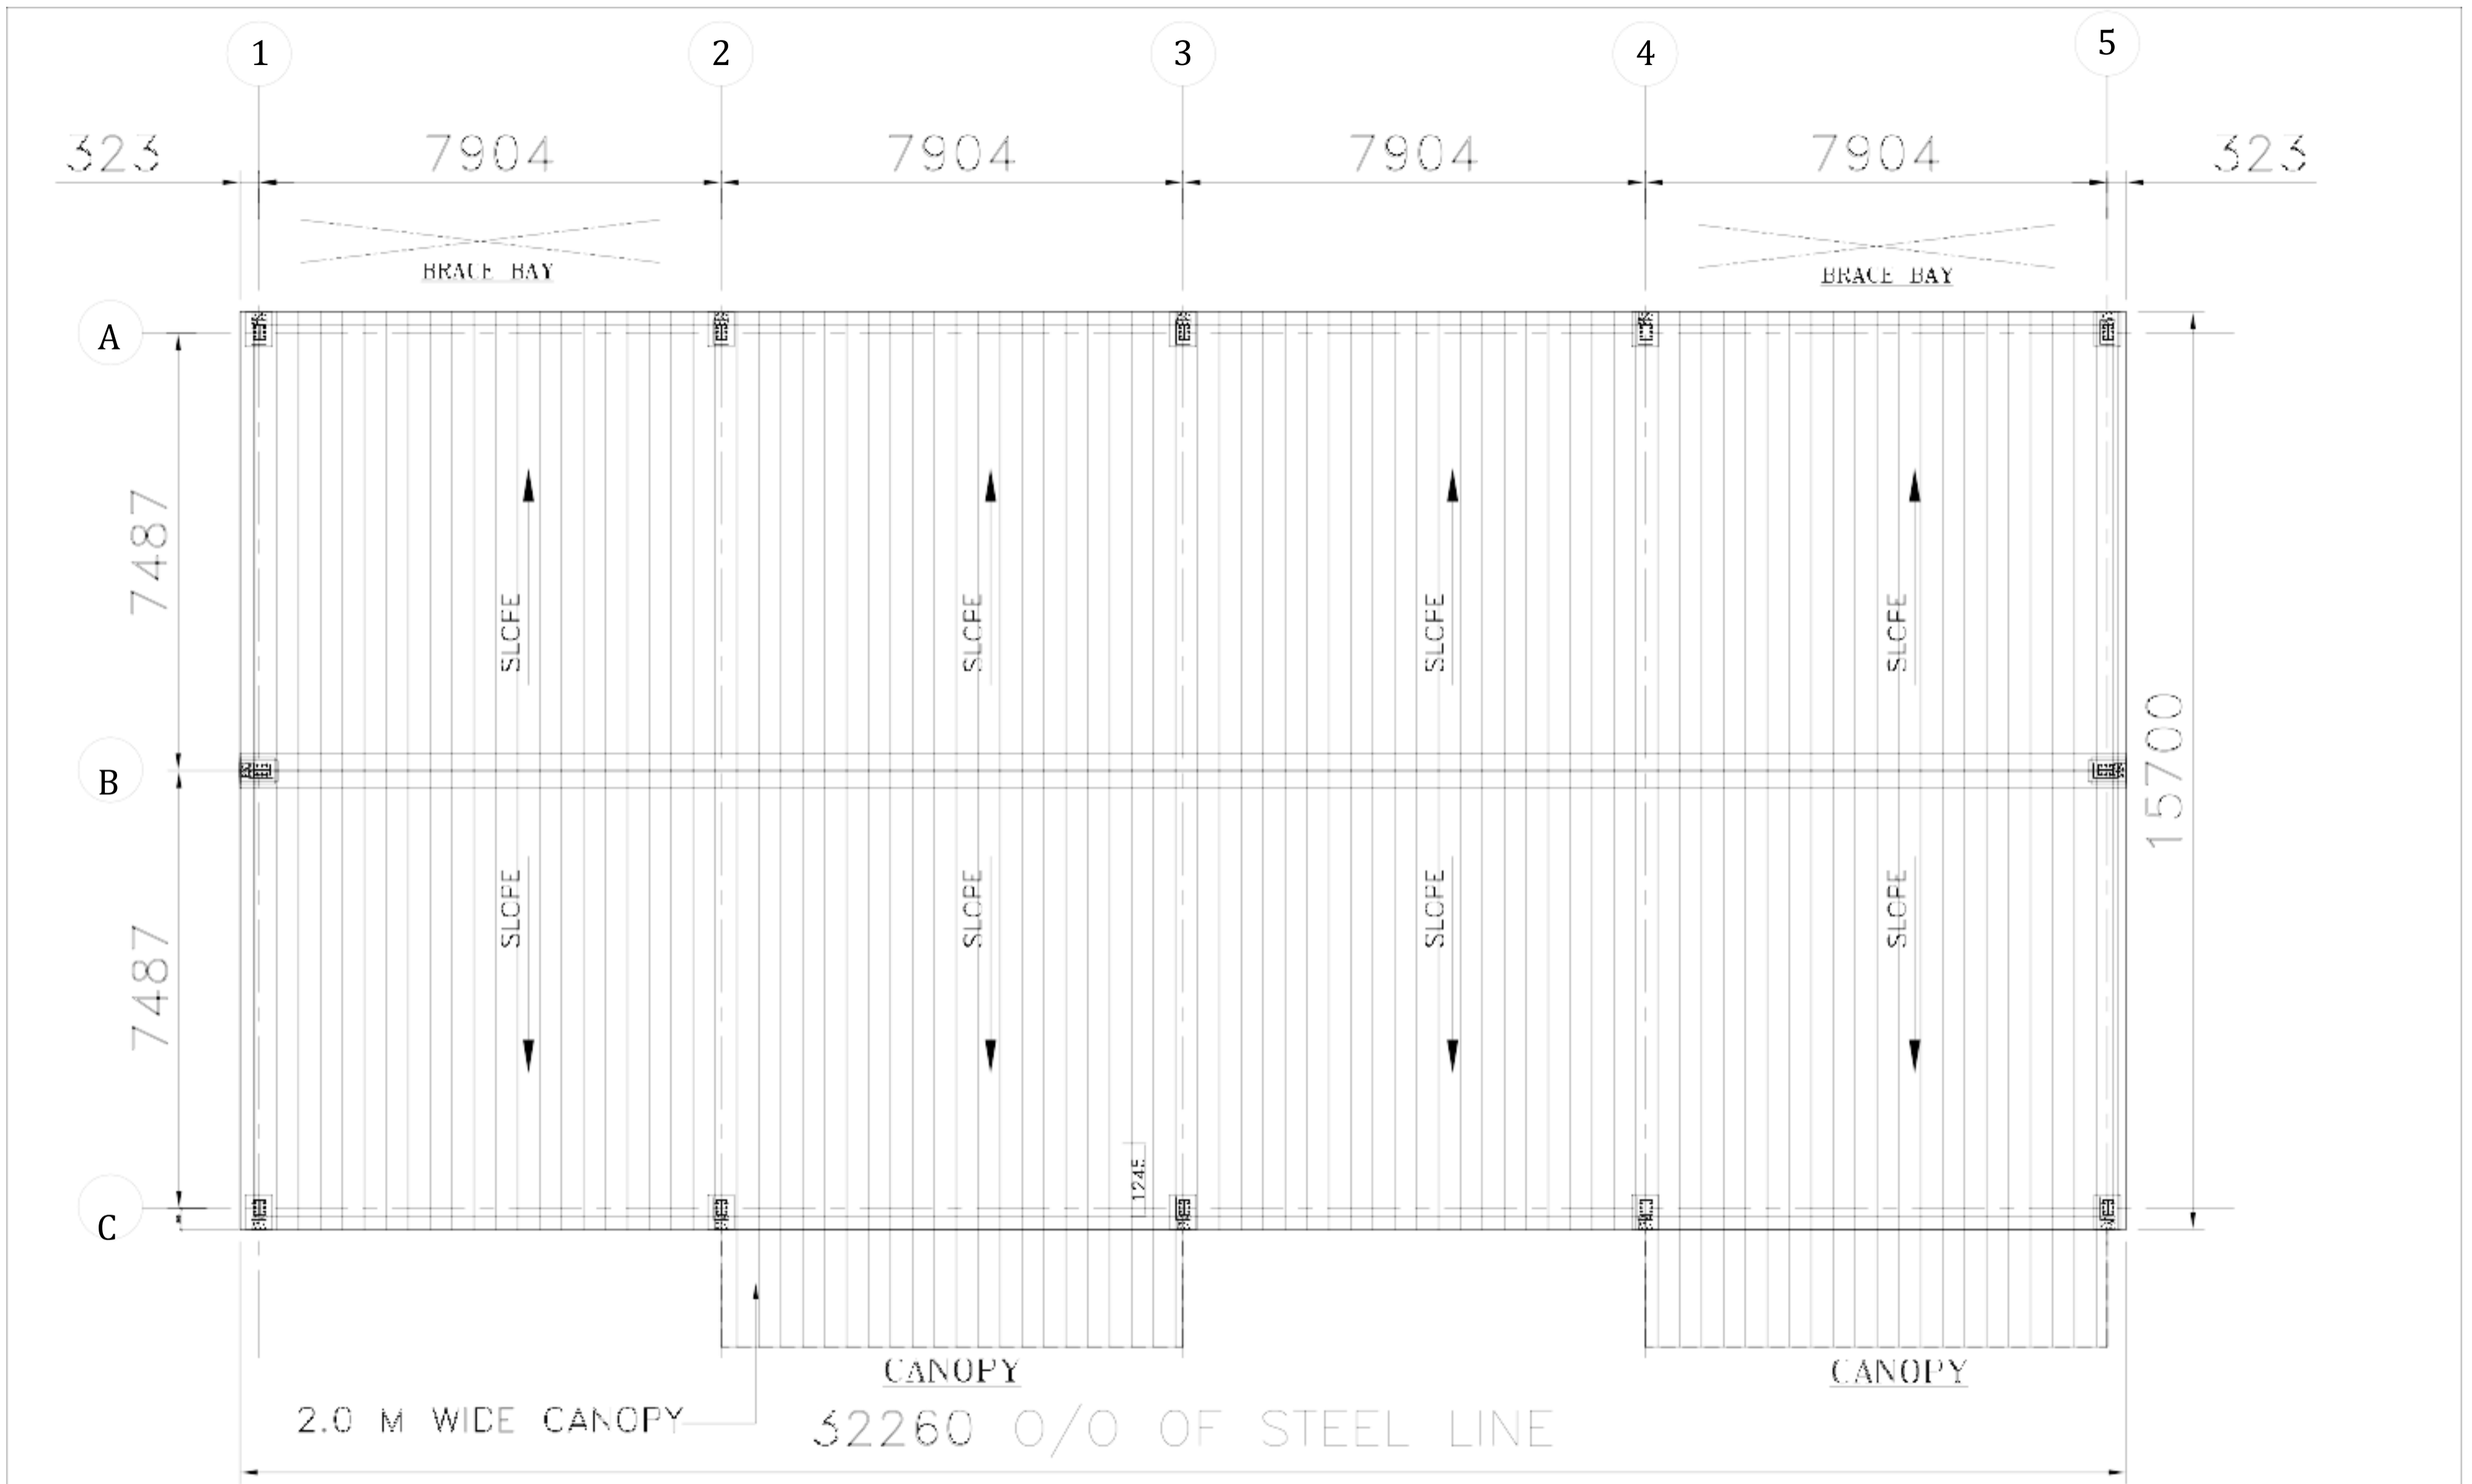 1 2 3 4 5
323 7904 7904 7904 7904 323
BRACE BAY BRACE BAY
A
7487
SLOPE SLOPE SLOPE SLOPE
B
15700
7487
SLOPE SLOPE SLOPE SLOPE
1245
C
CANOPY CANOPY
2.0 M WIDE CANOPY
32260 O/O OF STEEL LINE